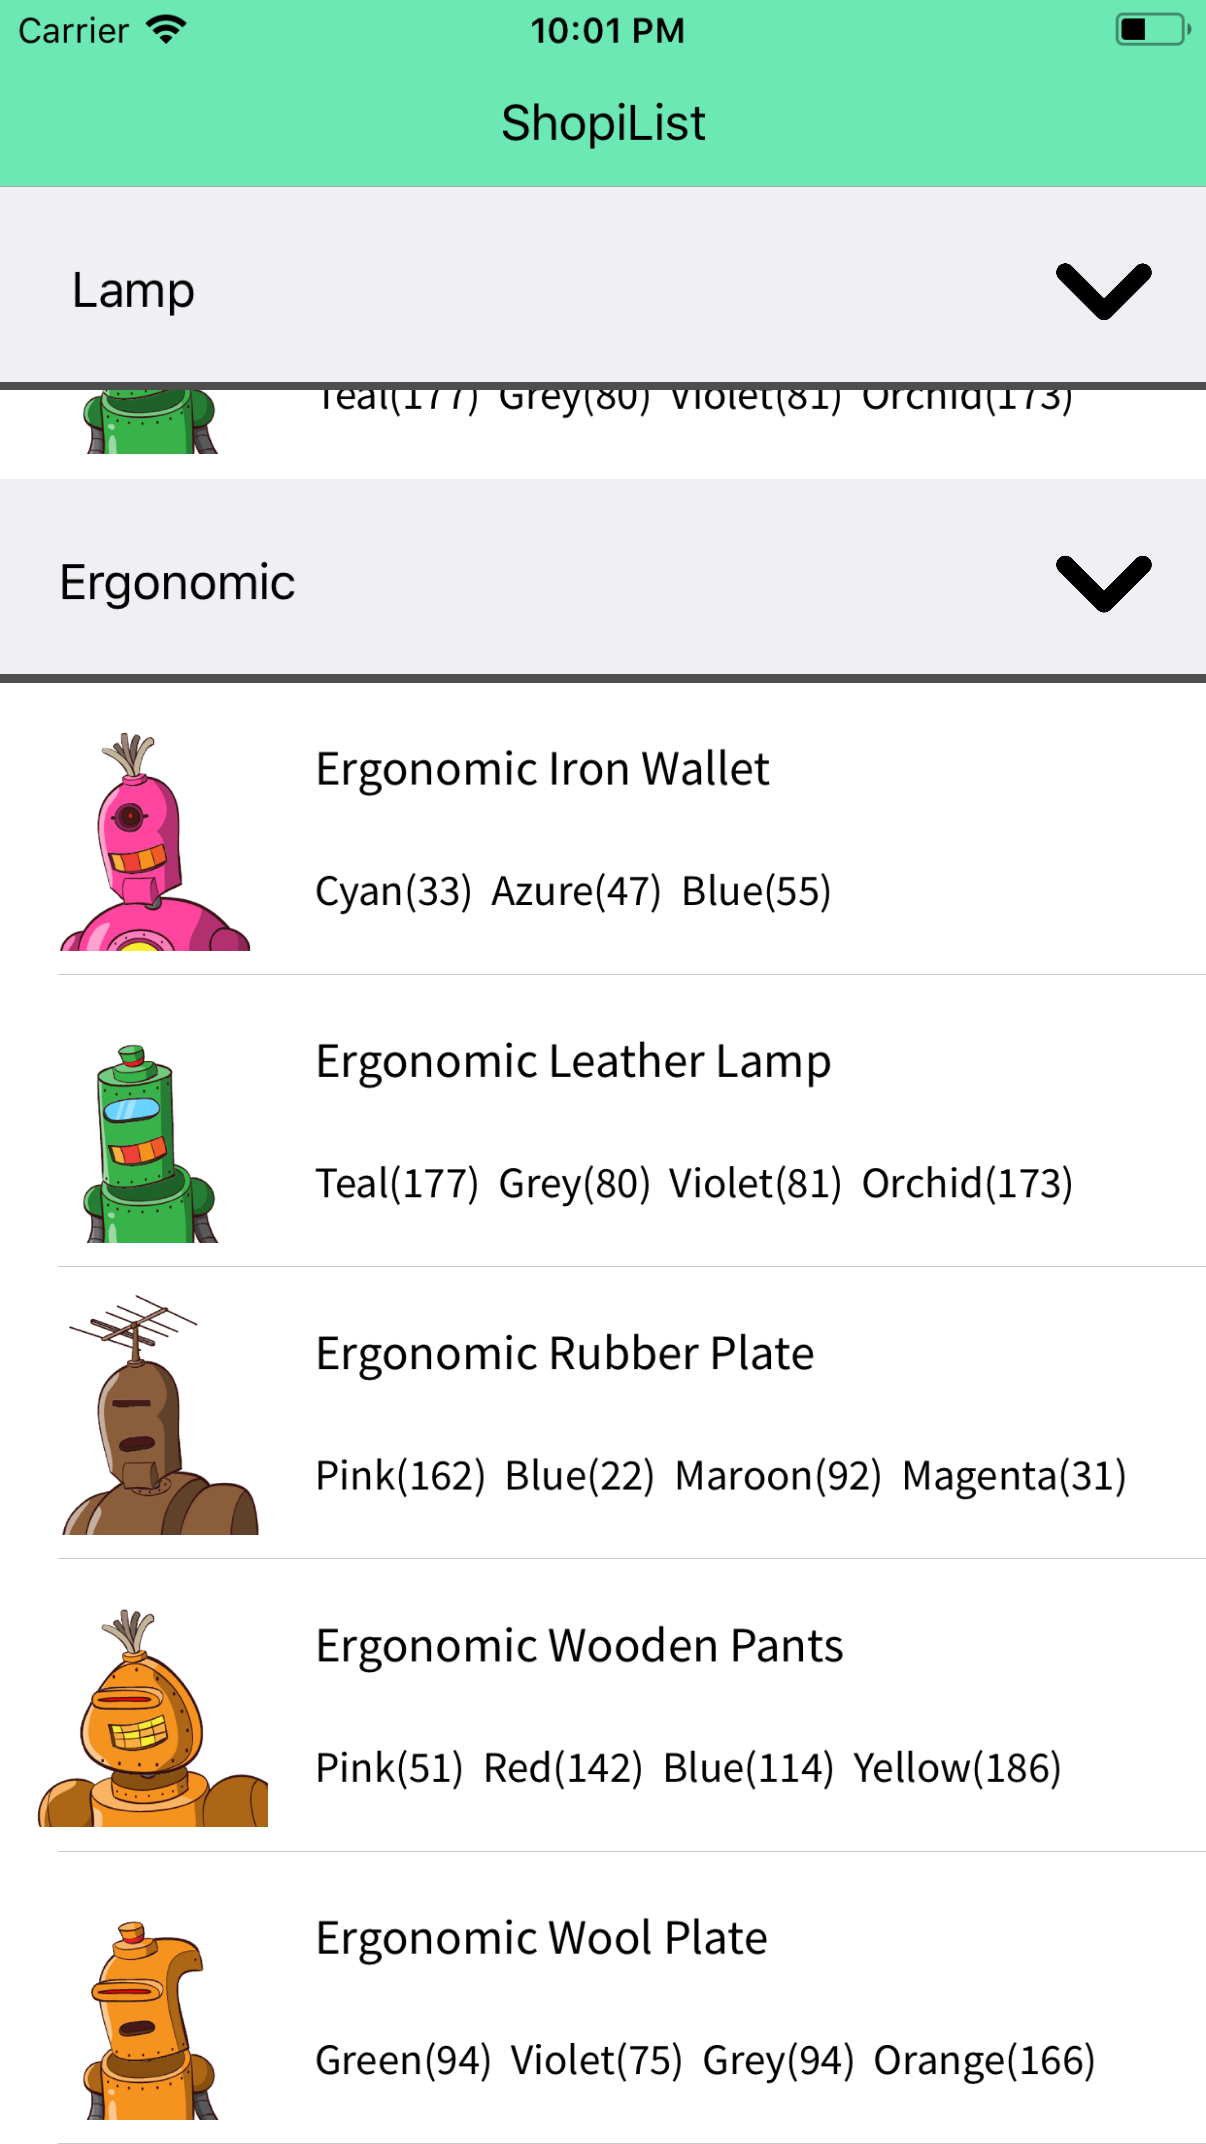 Carrier 10:01 PM
ShopiList
Lamp
Teal(177) Grey(80) Violet(81) Orchid(173)
Ergonomic
Ergonomic Iron Wallet
Cyan(33) Azure(47) Blue(55)
Ergonomic Leather Lamp
Teal(177) Grey(80) Violet(81) Orchid(173)
Ergonomic Rubber Plate
Pink(162) Blue(22) Maroon(92) Magenta(31)
Ergonomic Wooden Pants
Pink(51) Red(142) Blue(114) Yellow(186)
Ergonomic Wool Plate
Green(94) Violet(75) Grey(94) Orange(166)